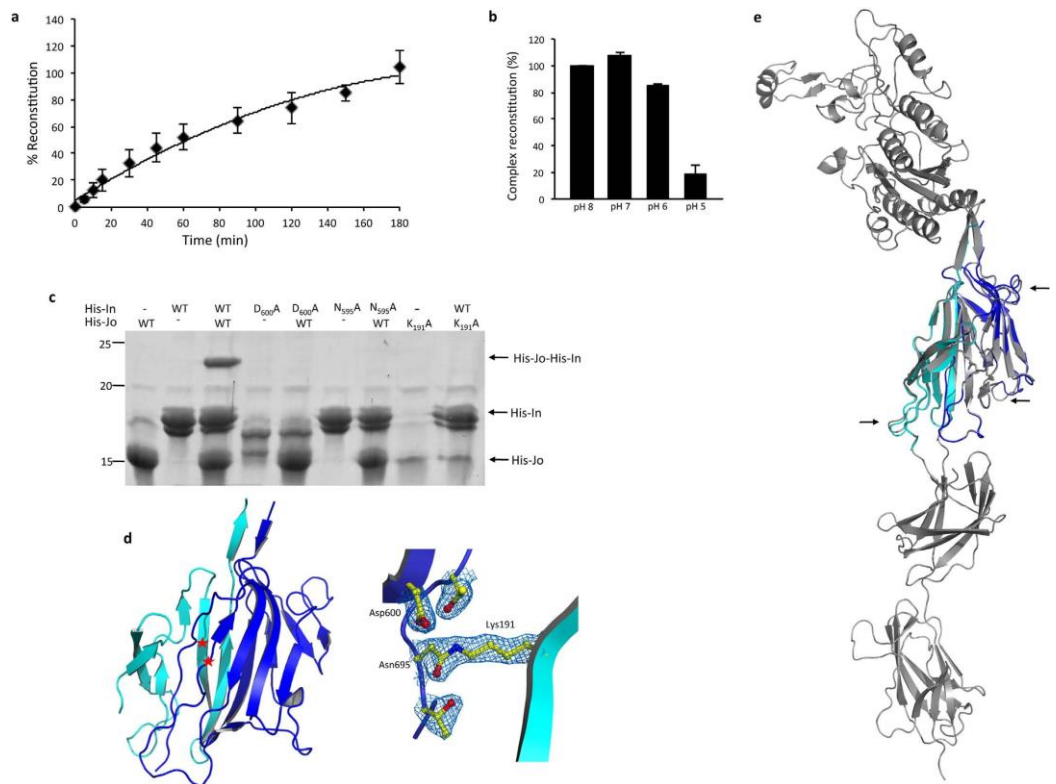 a
% Reconstitution
140
120
100
80
60
40
20
0
0 20 40 60 80 100 120 140 160 180
Time (min)
b
Complex reconstitution (%)
120
100
80
60
40
20
0
pH 8 pH 7 pH 6 pH 5
c
His-In - WT WT D600A D600A N595A N595A - WT
His-Jo WT - WT - WT - WT K191A K191A
25
20
15
His-Jo-His-In
His-In
His-Jo
d
Asp600
Lys191
Asn695
e